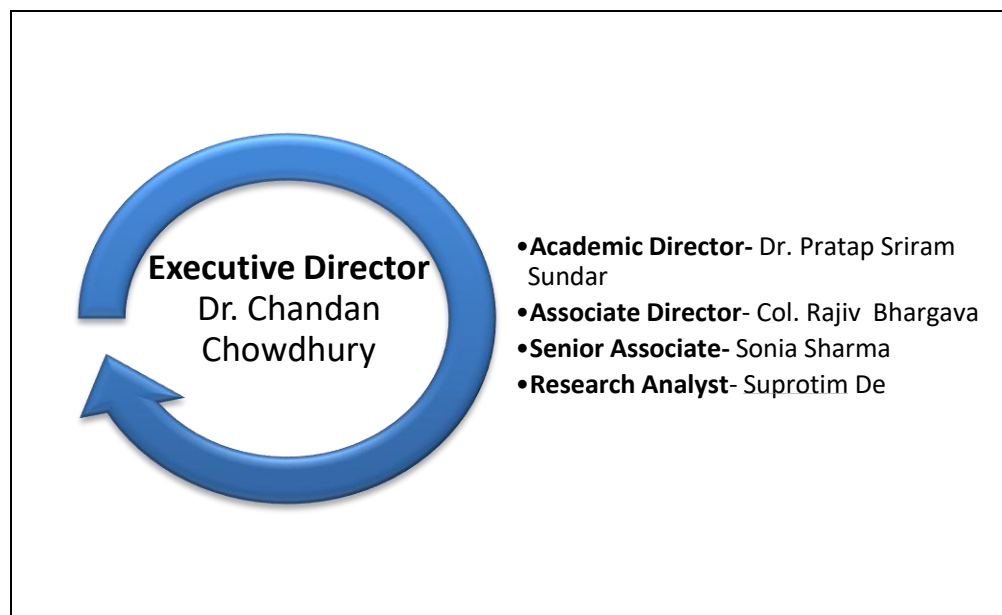 Executive Director
Dr. Chandan
Chowdhury
•Academic Director- Dr. Pratap Sriram
Sundar
•Associate Director- Col. Rajiv  Bhargava
•Senior Associate- Sonia Sharma
•Research Analyst- Suprotim De